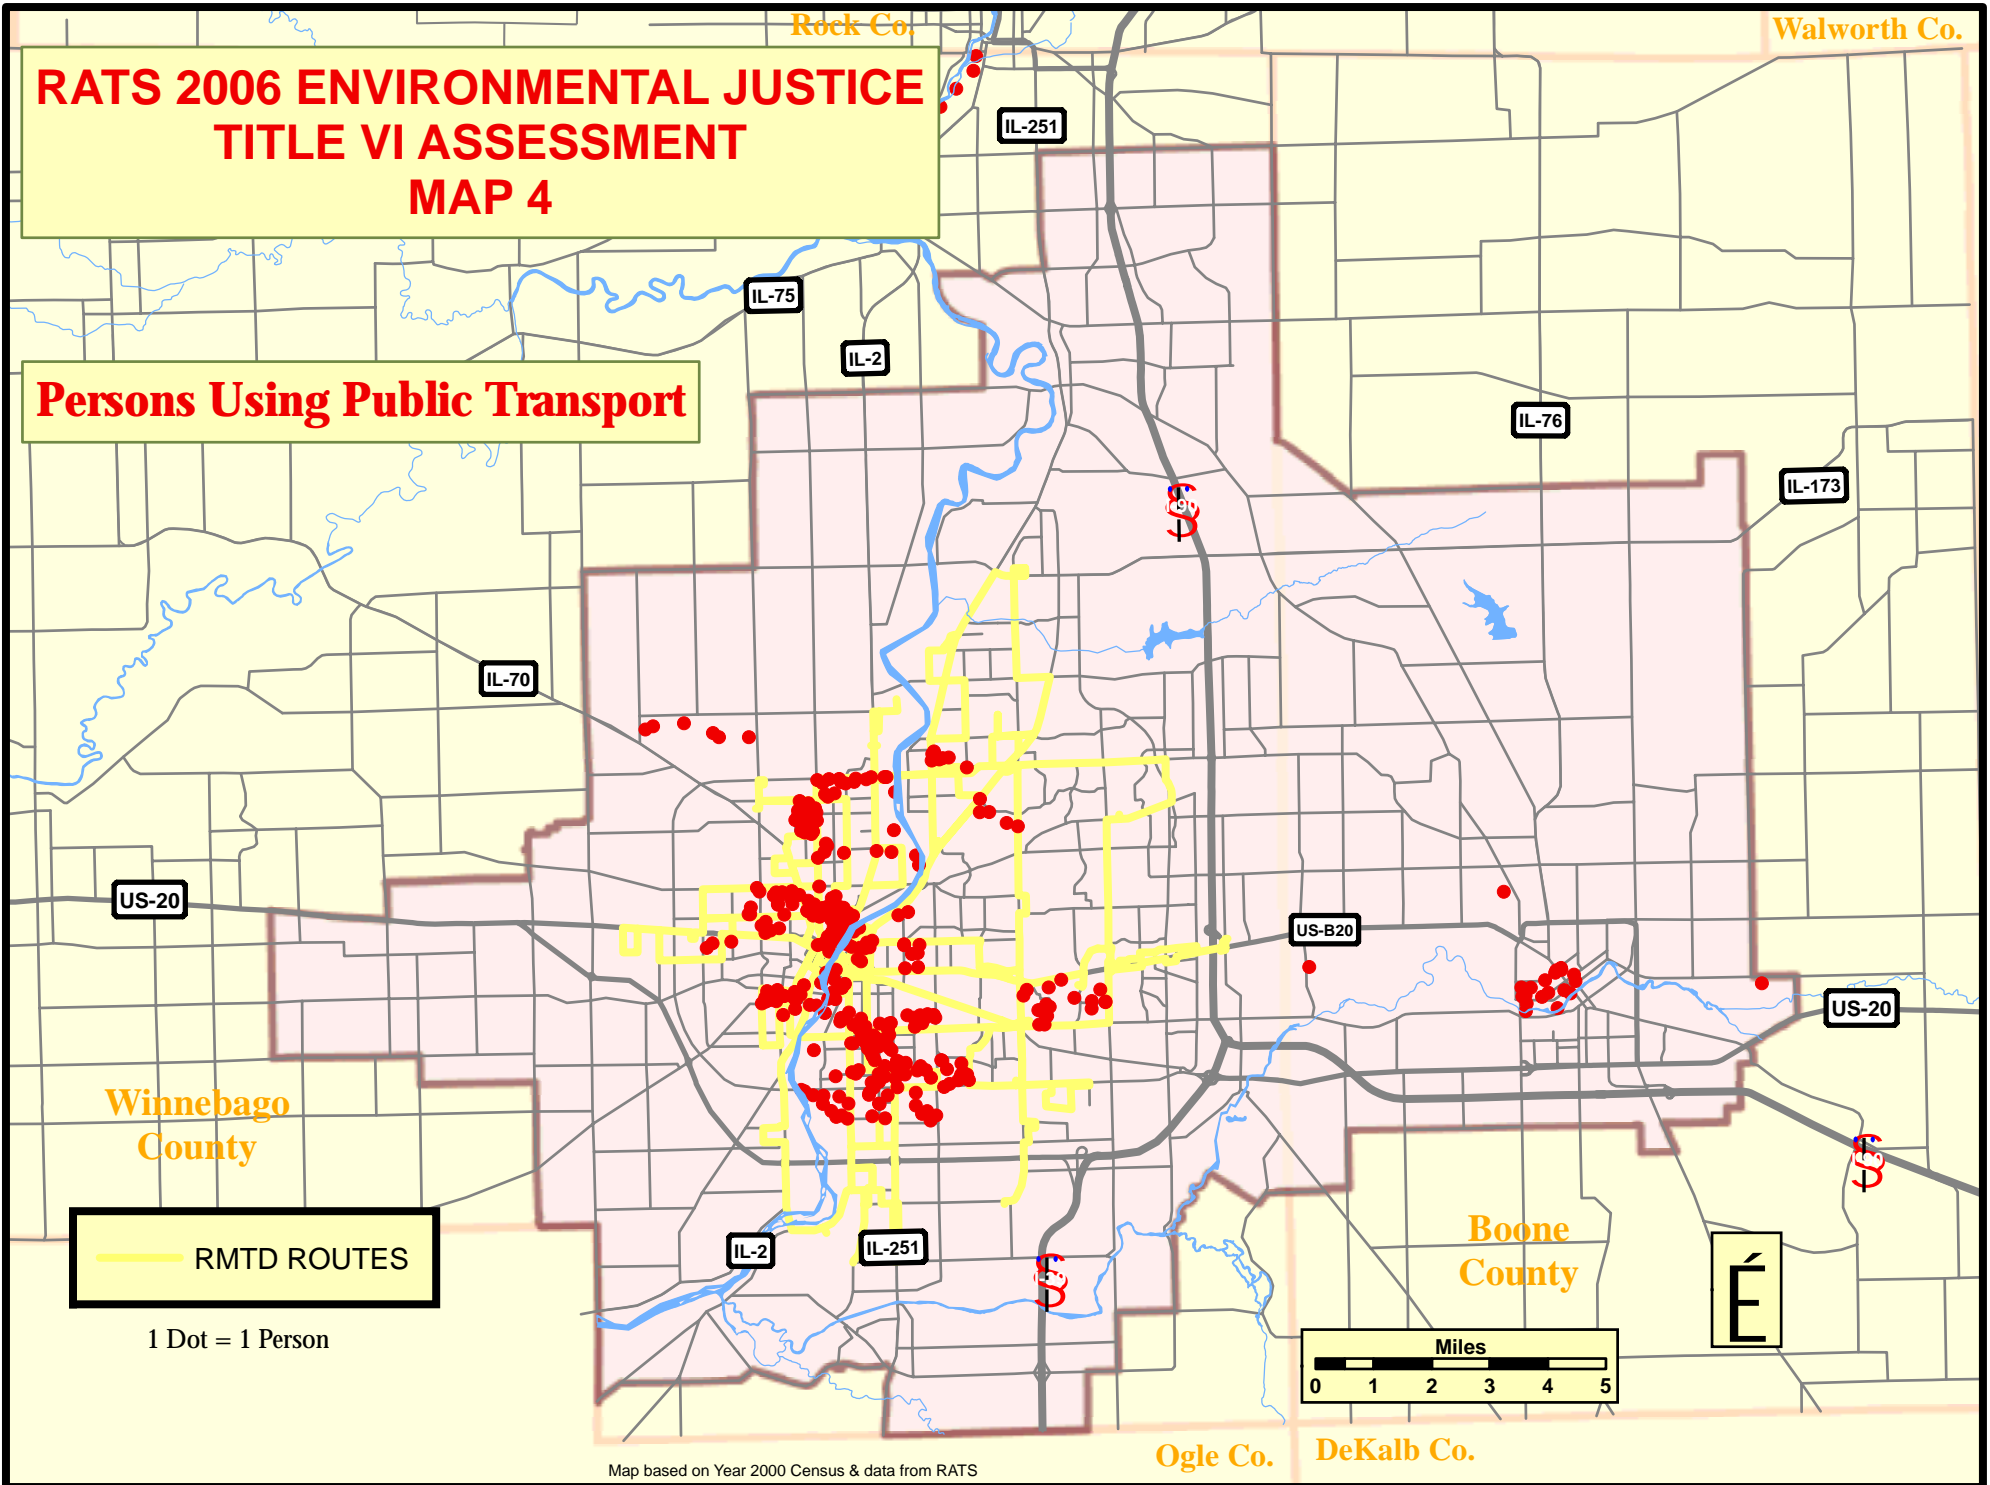 Rock Co.
Walworth Co.
RATS 2006 ENVIRONMENTAL JUSTICE
TITLE VI ASSESSMENT
MAP 4
IL-251
IL-75
IL-2
Persons Using Public Transport
IL-76
IL-173
IL-70
US-20
US-B20
US-20
Winnebago
County
RMTD ROUTES
1 Dot = 1 Person
IL-2
IL-251
Boone
County
É
Miles
0 1 2 3 4 5
Ogle Co.
DeKalb Co.
Map based on Year 2000 Census & data from RATS